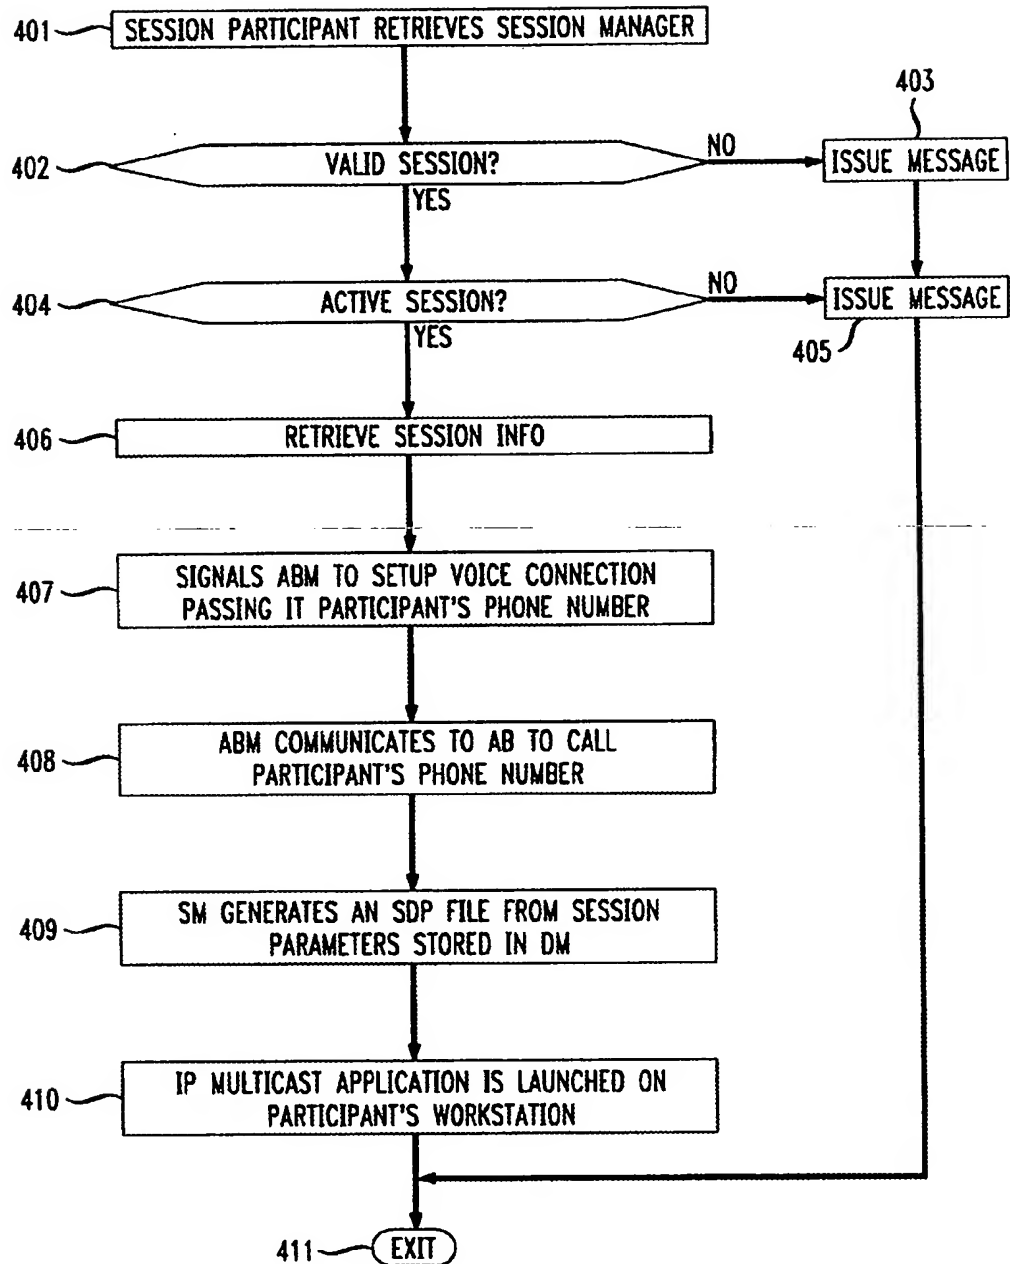 401 SESSION PARTICIPANT RETRIEVES SESSION MANAGER
403
402 VALID SESSION? NO ISSUE MESSAGE
YES
404 ACTIVE SESSION? NO ISSUE MESSAGE
YES
405
406 RETRIEVE SESSION INFO
407 SIGNALS ABM TO SETUP VOICE CONNECTION
PASSING IT PARTICIPANT'S PHONE NUMBER
408 ABM COMMUNICATES TO AB TO CALL
PARTICIPANT'S PHONE NUMBER
409 SM GENERATES AN SDP FILE FROM SESSION
PARAMETERS STORED IN DM
410 IP MULTICAST APPLICATION IS LAUNCHED ON
PARTICIPANT'S WORKSTATION
411 EXIT